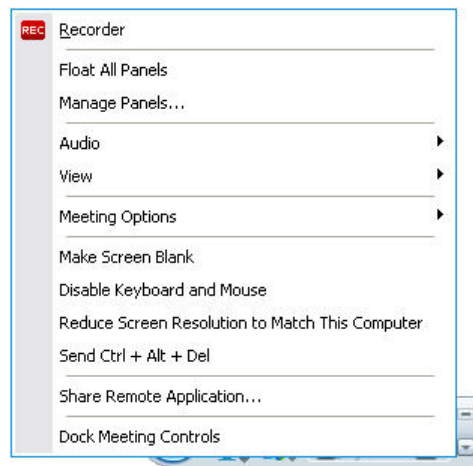 REC Recorder
Float All Panels
Manage Panels...
Audio
View
Meeting Options
Make Screen Blank
Disable Keyboard and Mouse
Reduce Screen Resolution to Match This Computer
Send Ctrl + Alt + Del
Share Remote Application...
Dock Meeting Controls